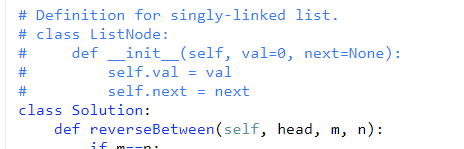 # Definition for singly-linked list.
# class ListNode:
#     def __init__(self, val=0, next=None):
#         self.val = val
#         self.next = next
class Solution:
    def reverseBetween(self, head, m, n):
        if m==n: